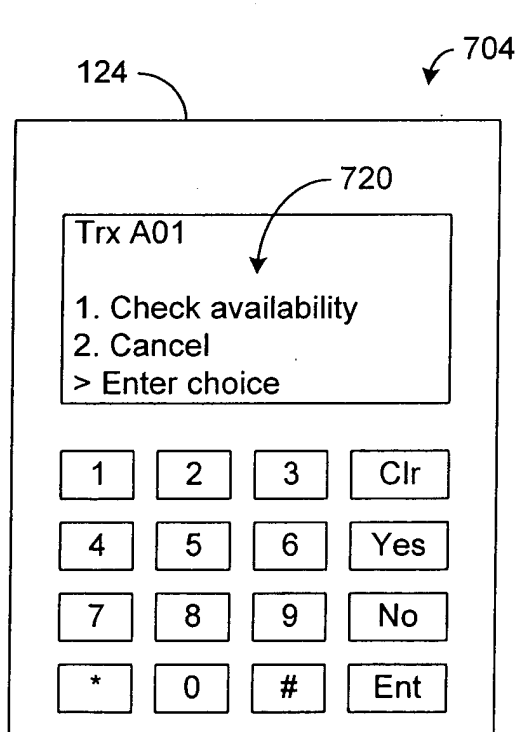 704
124
720
Trx A01
1. Check availability
2. Cancel
> Enter choice
1 2 3 Clr
4 5 6 Yes
7 8 9 No
* 0 # Ent